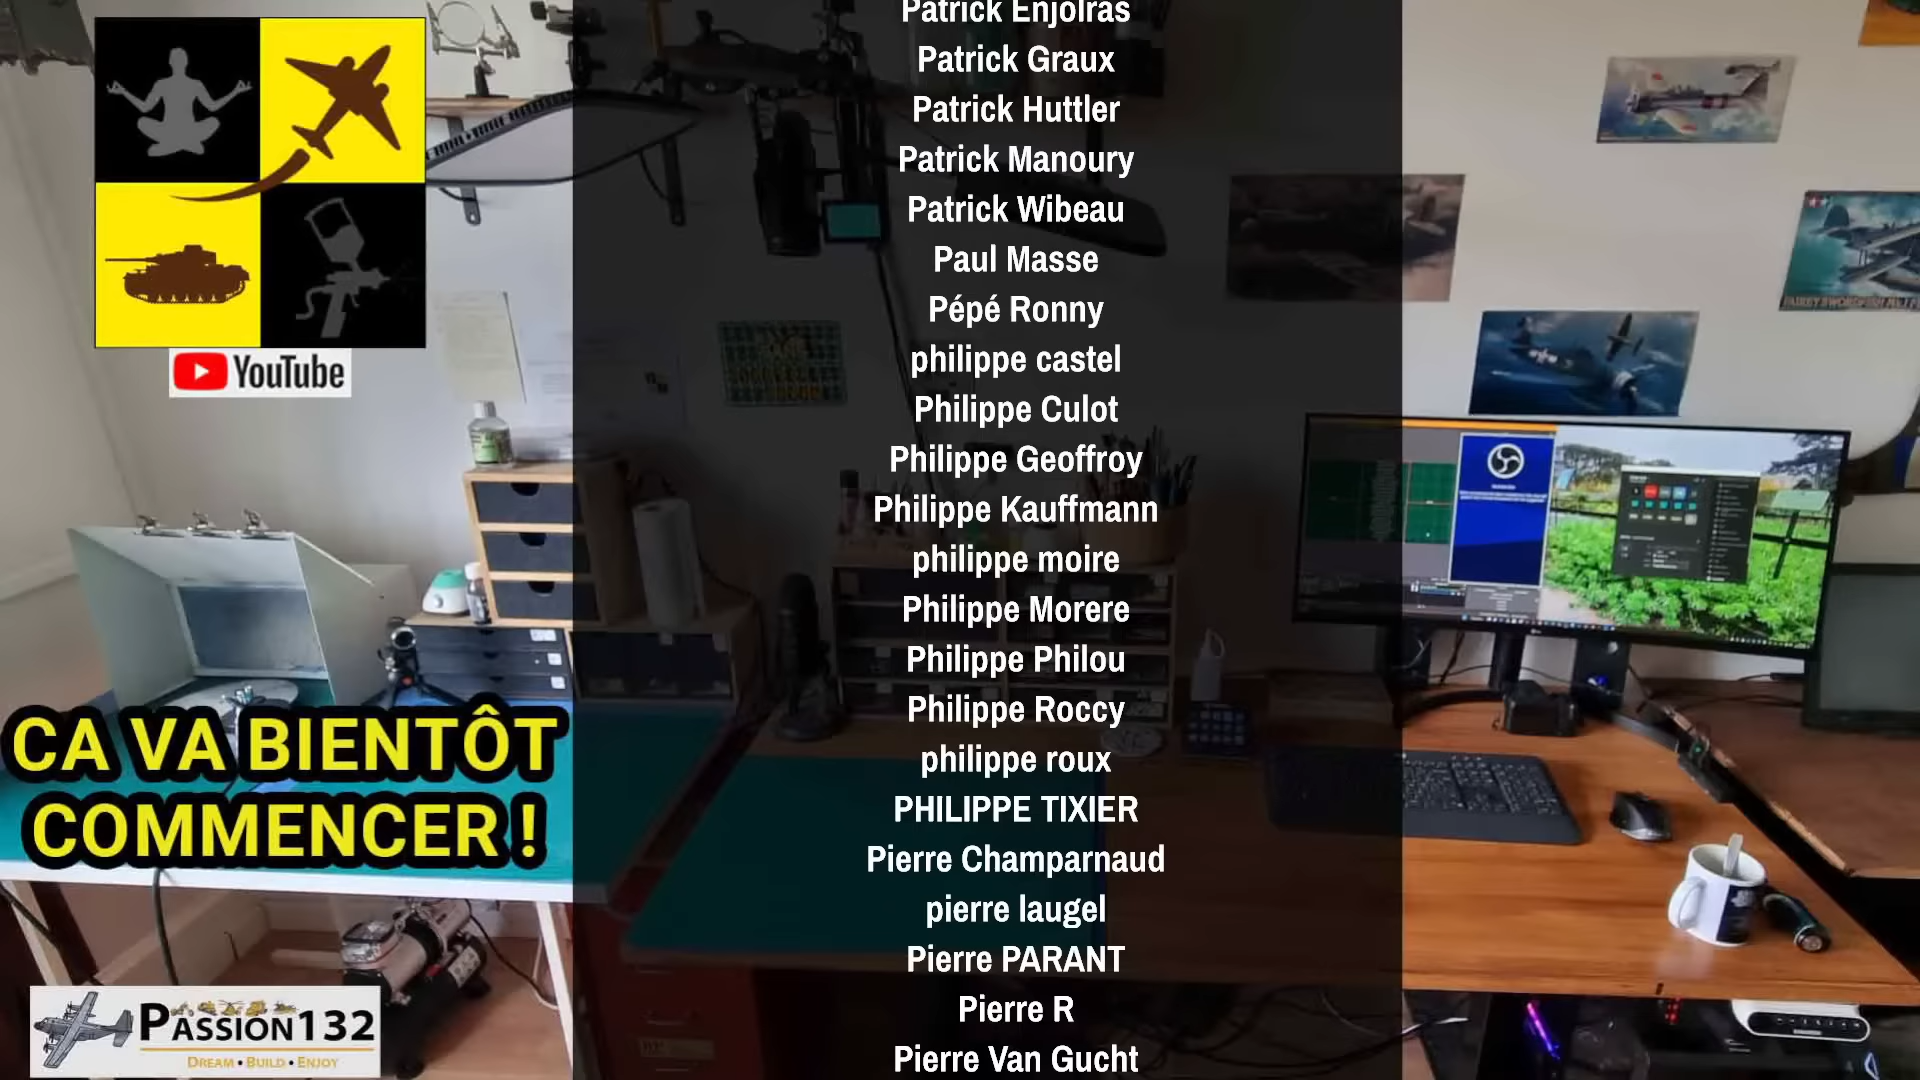 Patrick Enjolras
Patrick Graux
Patrick Huttler
Patrick Manoury
Patrick Wibeau
Paul Masse
Pépé Ronny
philippe castel
Philippe Culot
Philippe Geoffroy
Philippe Kauffmann
philippe moire
Philippe Morere
Philippe Philou
Philippe Roccy
philippe roux
PHILIPPE TIXIER
Pierre Champarnaud
pierre laugel
Pierre PARANT
Pierre R
Pierre Van Gucht
YouTube
CA VA BIENTÔT
COMMENCER !
PASSION132
DREAM • BUILD • ENJOY
FAIREY SWORDFISH